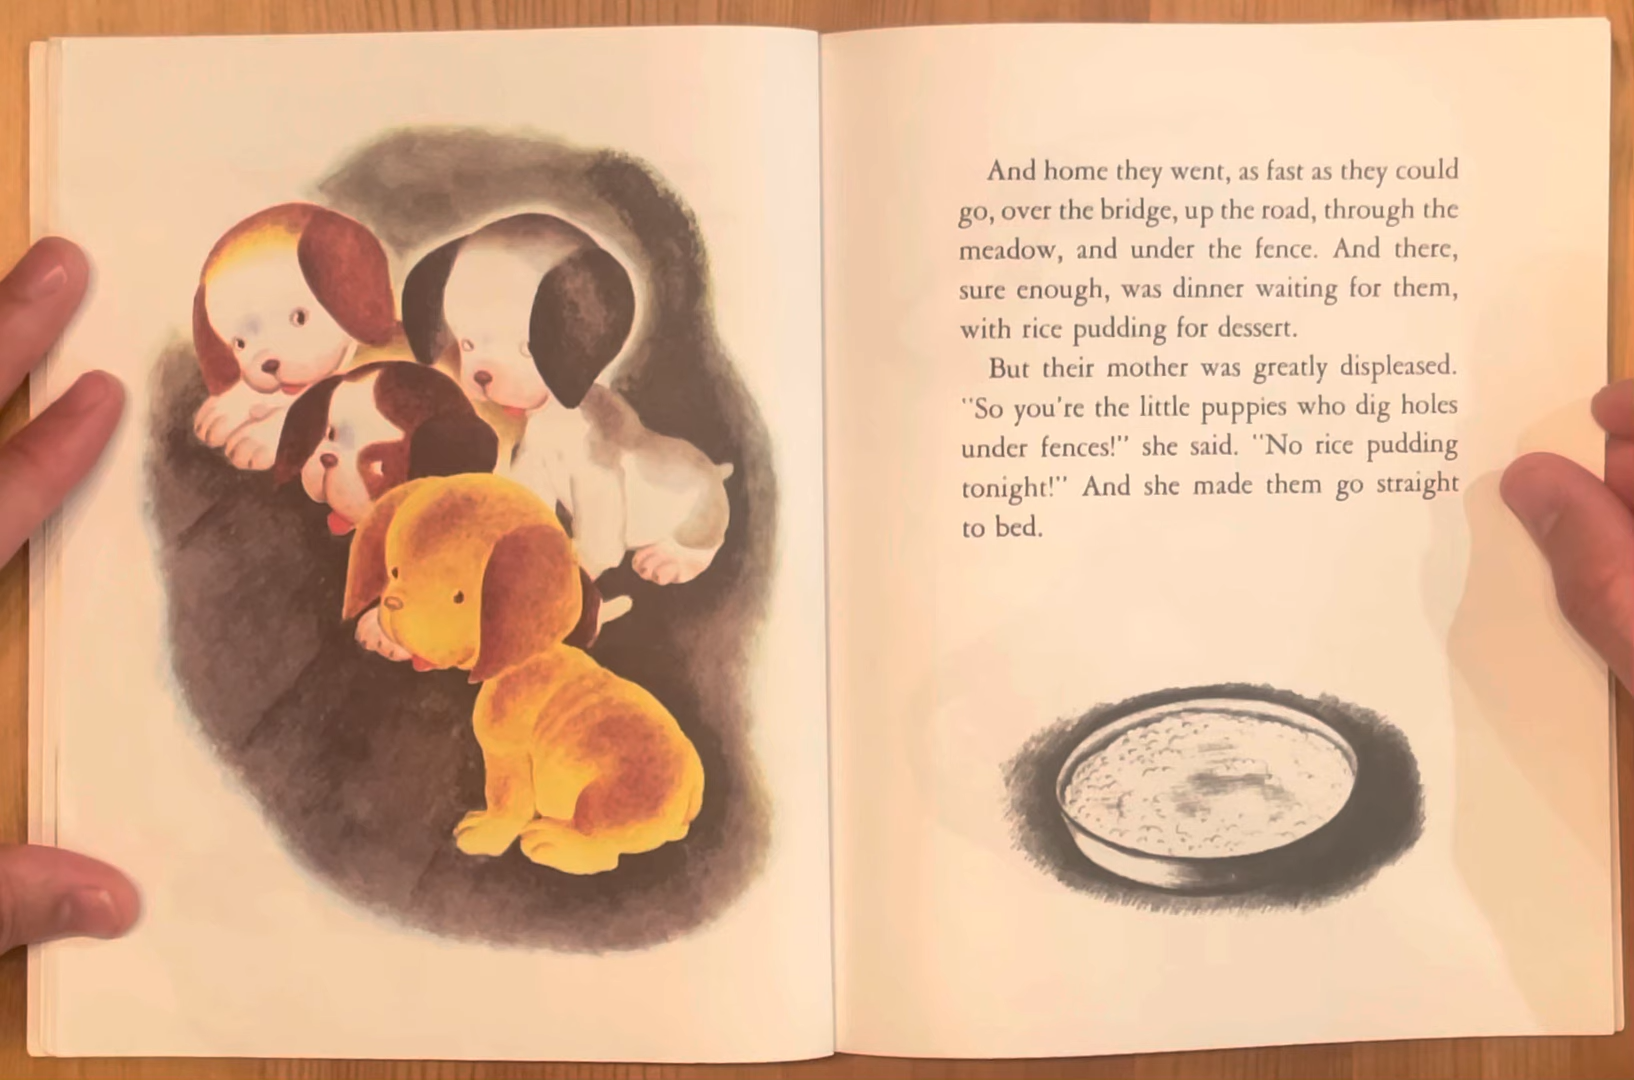 And home they went, as fast as they could
go, over the bridge, up the road, through the
meadow, and under the fence. And there,
sure enough, was dinner waiting for them,
with rice pudding for dessert.
But their mother was greatly displeased.
"So you're the little puppies who dig holes
under fences!" she said. "No rice pudding
tonight!" And she made them go straight
to bed.